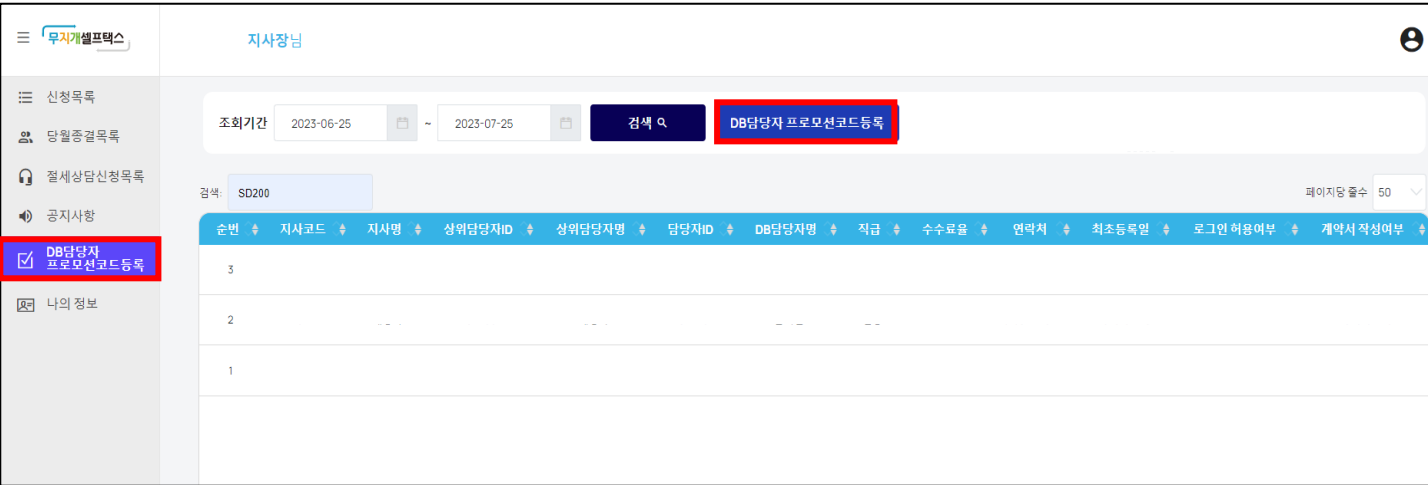 무지개셀프택스
지사장님
신청목록
당월종결목록
절세상담신청목록
공지사항
DB담당자
프로모션코드등록
나의 정보
조회기간 2023-06-25 ~ 2023-07-25 검색 DB담당자 프로모션코드등록
검색: SD200 페이지당 줄수 50
순번 지사코드 지사명 상위담당자ID 상위담당자명 담당자ID DB담당자명 직급 수수료율 연락처 최초등록일 로그인 허용여부 계약서 작성여부
3
2
1